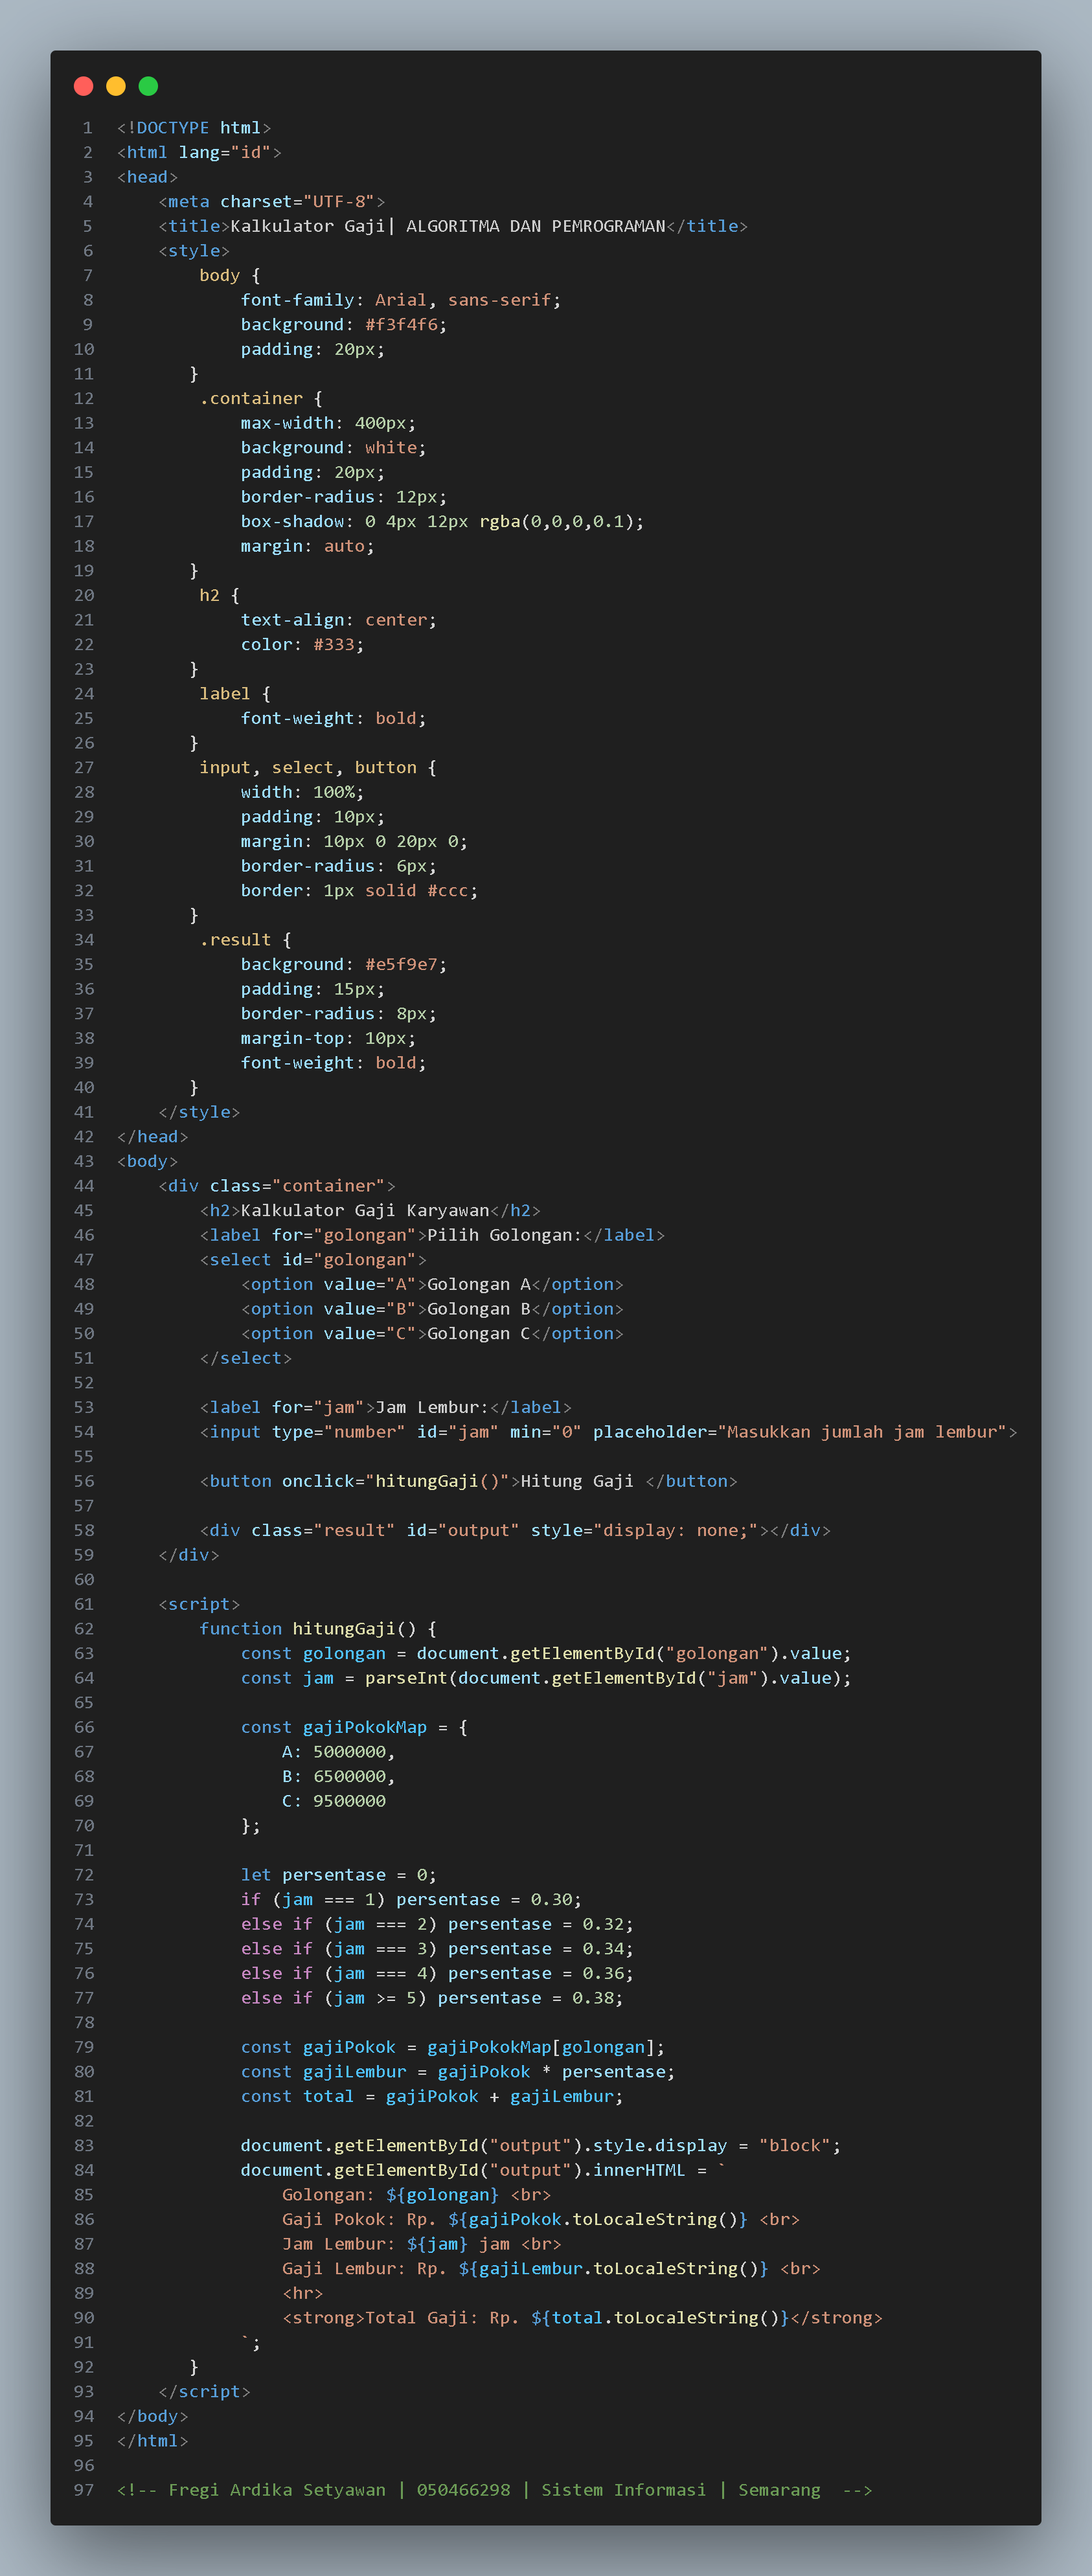 1 <!DOCTYPE html>
2 <html lang="id">
3 <head>
4     <meta charset="UTF-8">
5     <title>Kalkulator Gaji| ALGORITMA DAN PEMROGRAMAN</title>
6     <style>
7         body {
8             font-family: Arial, sans-serif;
9             background: #f3f4f6;
10             padding: 20px;
11        }
12         .container {
13             max-width: 400px;
14             background: white;
15             padding: 20px;
16             border-radius: 12px;
17             box-shadow: 0 4px 12px rgba(0,0,0,0.1);
18             margin: auto;
19        }
20         h2 {
21             text-align: center;
22             color: #333;
23        }
24         label {
25             font-weight: bold;
26        }
27         input, select, button {
28             width: 100%;
29             padding: 10px;
30             margin: 10px 0 20px 0;
31             border-radius: 6px;
32             border: 1px solid #ccc;
33        }
34         .result {
35             background: #e5f9e7;
36             padding: 15px;
37             border-radius: 8px;
38             margin-top: 10px;
39             font-weight: bold;
40        }
41     </style>
42 </head>
43 <body>
44     <div class="container">
45         <h2>Kalkulator Gaji Karyawan</h2>
46         <label for="golongan">Pilih Golongan:</label>
47         <select id="golongan">
48             <option value="A">Golongan A</option>
49             <option value="B">Golongan B</option>
50             <option value="C">Golongan C</option>
51         </select>
52
53         <label for="jam">Jam Lembur:</label>
54         <input type="number" id="jam" min="0" placeholder="Masukkan jumlah jam lembur">
55
56         <button onclick="hitungGaji()">Hitung Gaji </button>
57
58         <div class="result" id="output" style="display: none;"></div>
59     </div>
60
61     <script>
62         function hitungGaji() {
63             const golongan = document.getElementById("golongan").value;
64             const jam = parseInt(document.getElementById("jam").value);
65
66             const gajiPokokMap = {
67                 A: 5000000,
68                 B: 6500000,
69                 C: 9500000
70             };
71
72             let persentase = 0;
73             if (jam === 1) persentase = 0.30;
74             else if (jam === 2) persentase = 0.32;
75             else if (jam === 3) persentase = 0.34;
76             else if (jam === 4) persentase = 0.36;
77             else if (jam >= 5) persentase = 0.38;
78
79             const gajiPokok = gajiPokokMap[golongan];
80             const gajiLembur = gajiPokok * persentase;
81             const total = gajiPokok + gajiLembur;
82
83             document.getElementById("output").style.display = "block";
84             document.getElementById("output").innerHTML = `
85                 Golongan: ${golongan} <br>
86                 Gaji Pokok: Rp. ${gajiPokok.toLocaleString()} <br>
87                 Jam Lembur: ${jam} jam <br>
88                 Gaji Lembur: Rp. ${gajiLembur.toLocaleString()} <br>
89                 <hr>
90                 <strong>Total Gaji: Rp. ${total.toLocaleString()}</strong>
91             `;
92        }
93     </script>
94 </body>
95 </html>
96
97 <!-- Fregi Ardika Setyawan | 050466298 | Sistem Informasi | Semarang  -->